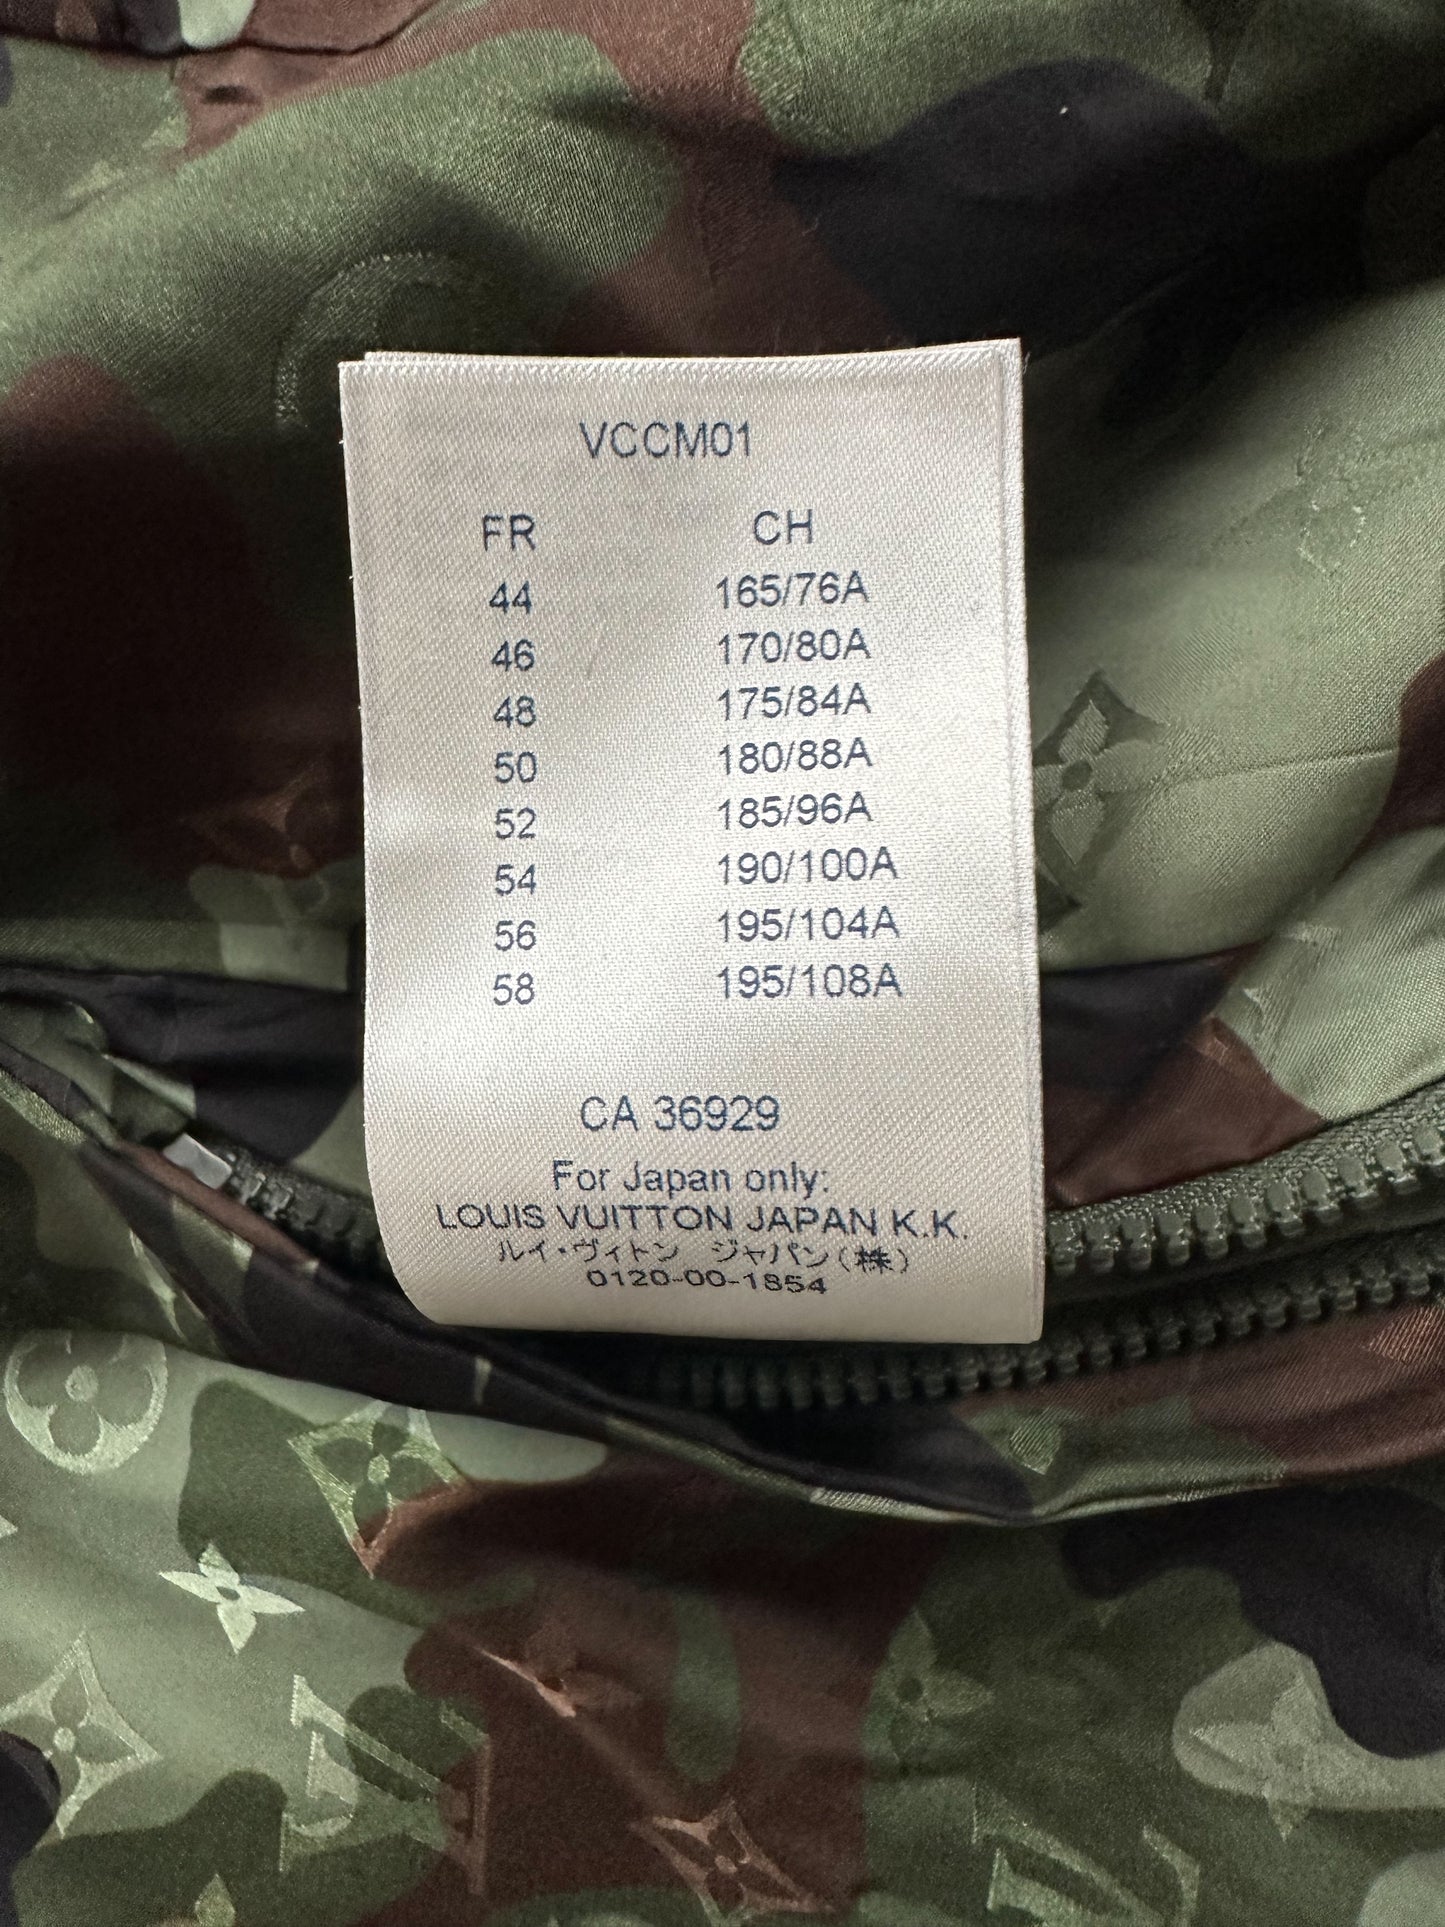 VCCM01
FR CH
44 165/76A
46 170/80A
48 175/84A
50 180/88A
52 185/96A
54 190/100A
56 195/104A
58 195/108A
CA 36929
For Japan only:
LOUIS VUITTON JAPAN K.K.
ルイ・ヴィトン ジャパン(株)
0120-00-1854